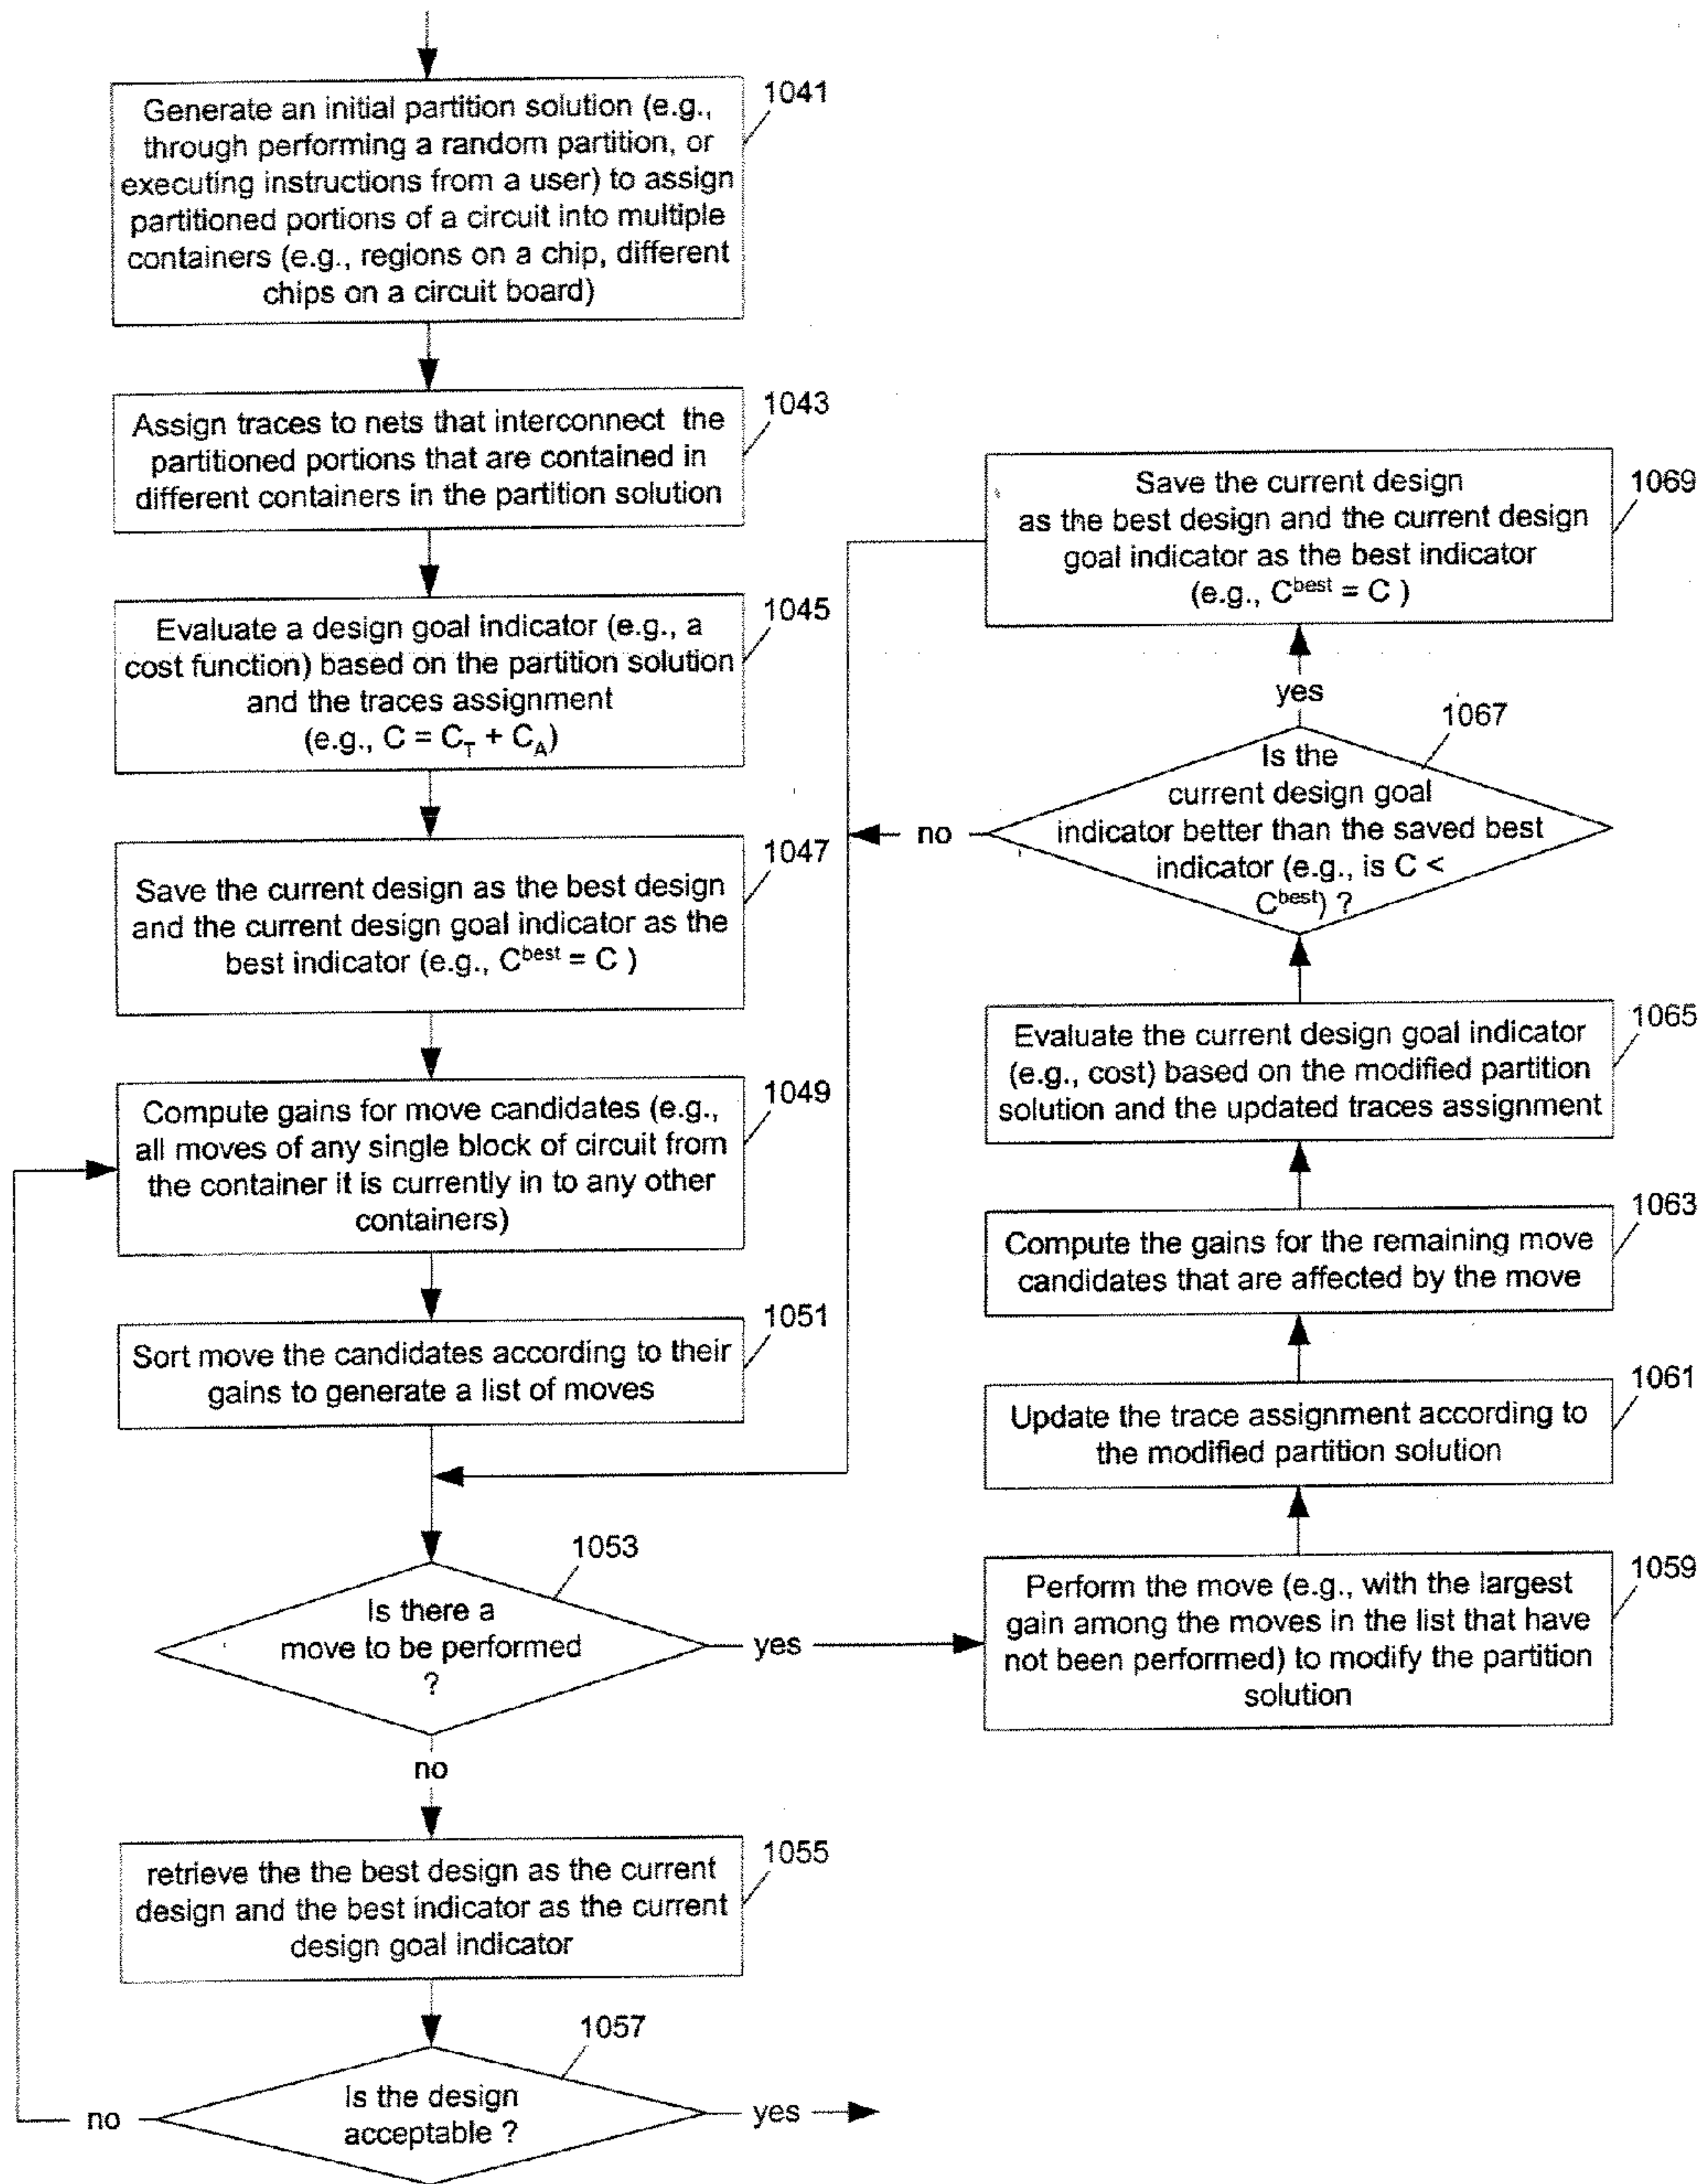 Generate an initial partition solution (e.g.,
through performing a random partition, or
executing instructions from a user) to assign
partitioned portions of a circuit into multiple
containers (e.g., regions on a chip, different
chips on a circuit board)
1041
Assign traces to nets that interconnect the
partitioned portions that are contained in
different containers in the partition solution
1043
Evaluate a design goal indicator (e.g., a
cost function) based on the partition solution
and the traces assignment
(e.g., C = C_T + C_A)
1045
Save the current design as the best design
and the current design goal indicator as the
best indicator (e.g., C^best = C )
1047
Compute gains for move candidates (e.g.,
all moves of any single block of circuit from
the container it is currently in to any other
containers)
1049
Sort move the candidates according to their
gains to generate a list of moves
1051
Is there a
move to be performed
?
1053
yes
no
retrieve the the best design as the current
design and the best indicator as the current
design goal indicator
1055
Is the design
acceptable ?
1057
no
yes
Perform the move (e.g., with the largest
gain among the moves in the list that have
not been performed) to modify the partition
solution
1059
Update the trace assignment according to
the modified partition solution
1061
Compute the gains for the remaining move
candidates that are affected by the move
1063
Evaluate the current design goal indicator
(e.g., cost) based on the modified partition
solution and the updated traces assignment
1065
Is the
current design goal
indicator better than the saved best
indicator (e.g., is C <
C^best) ?
1067
no
yes
Save the current design
as the best design and the current design
goal indicator as the best indicator
(e.g., C^best = C )
1069